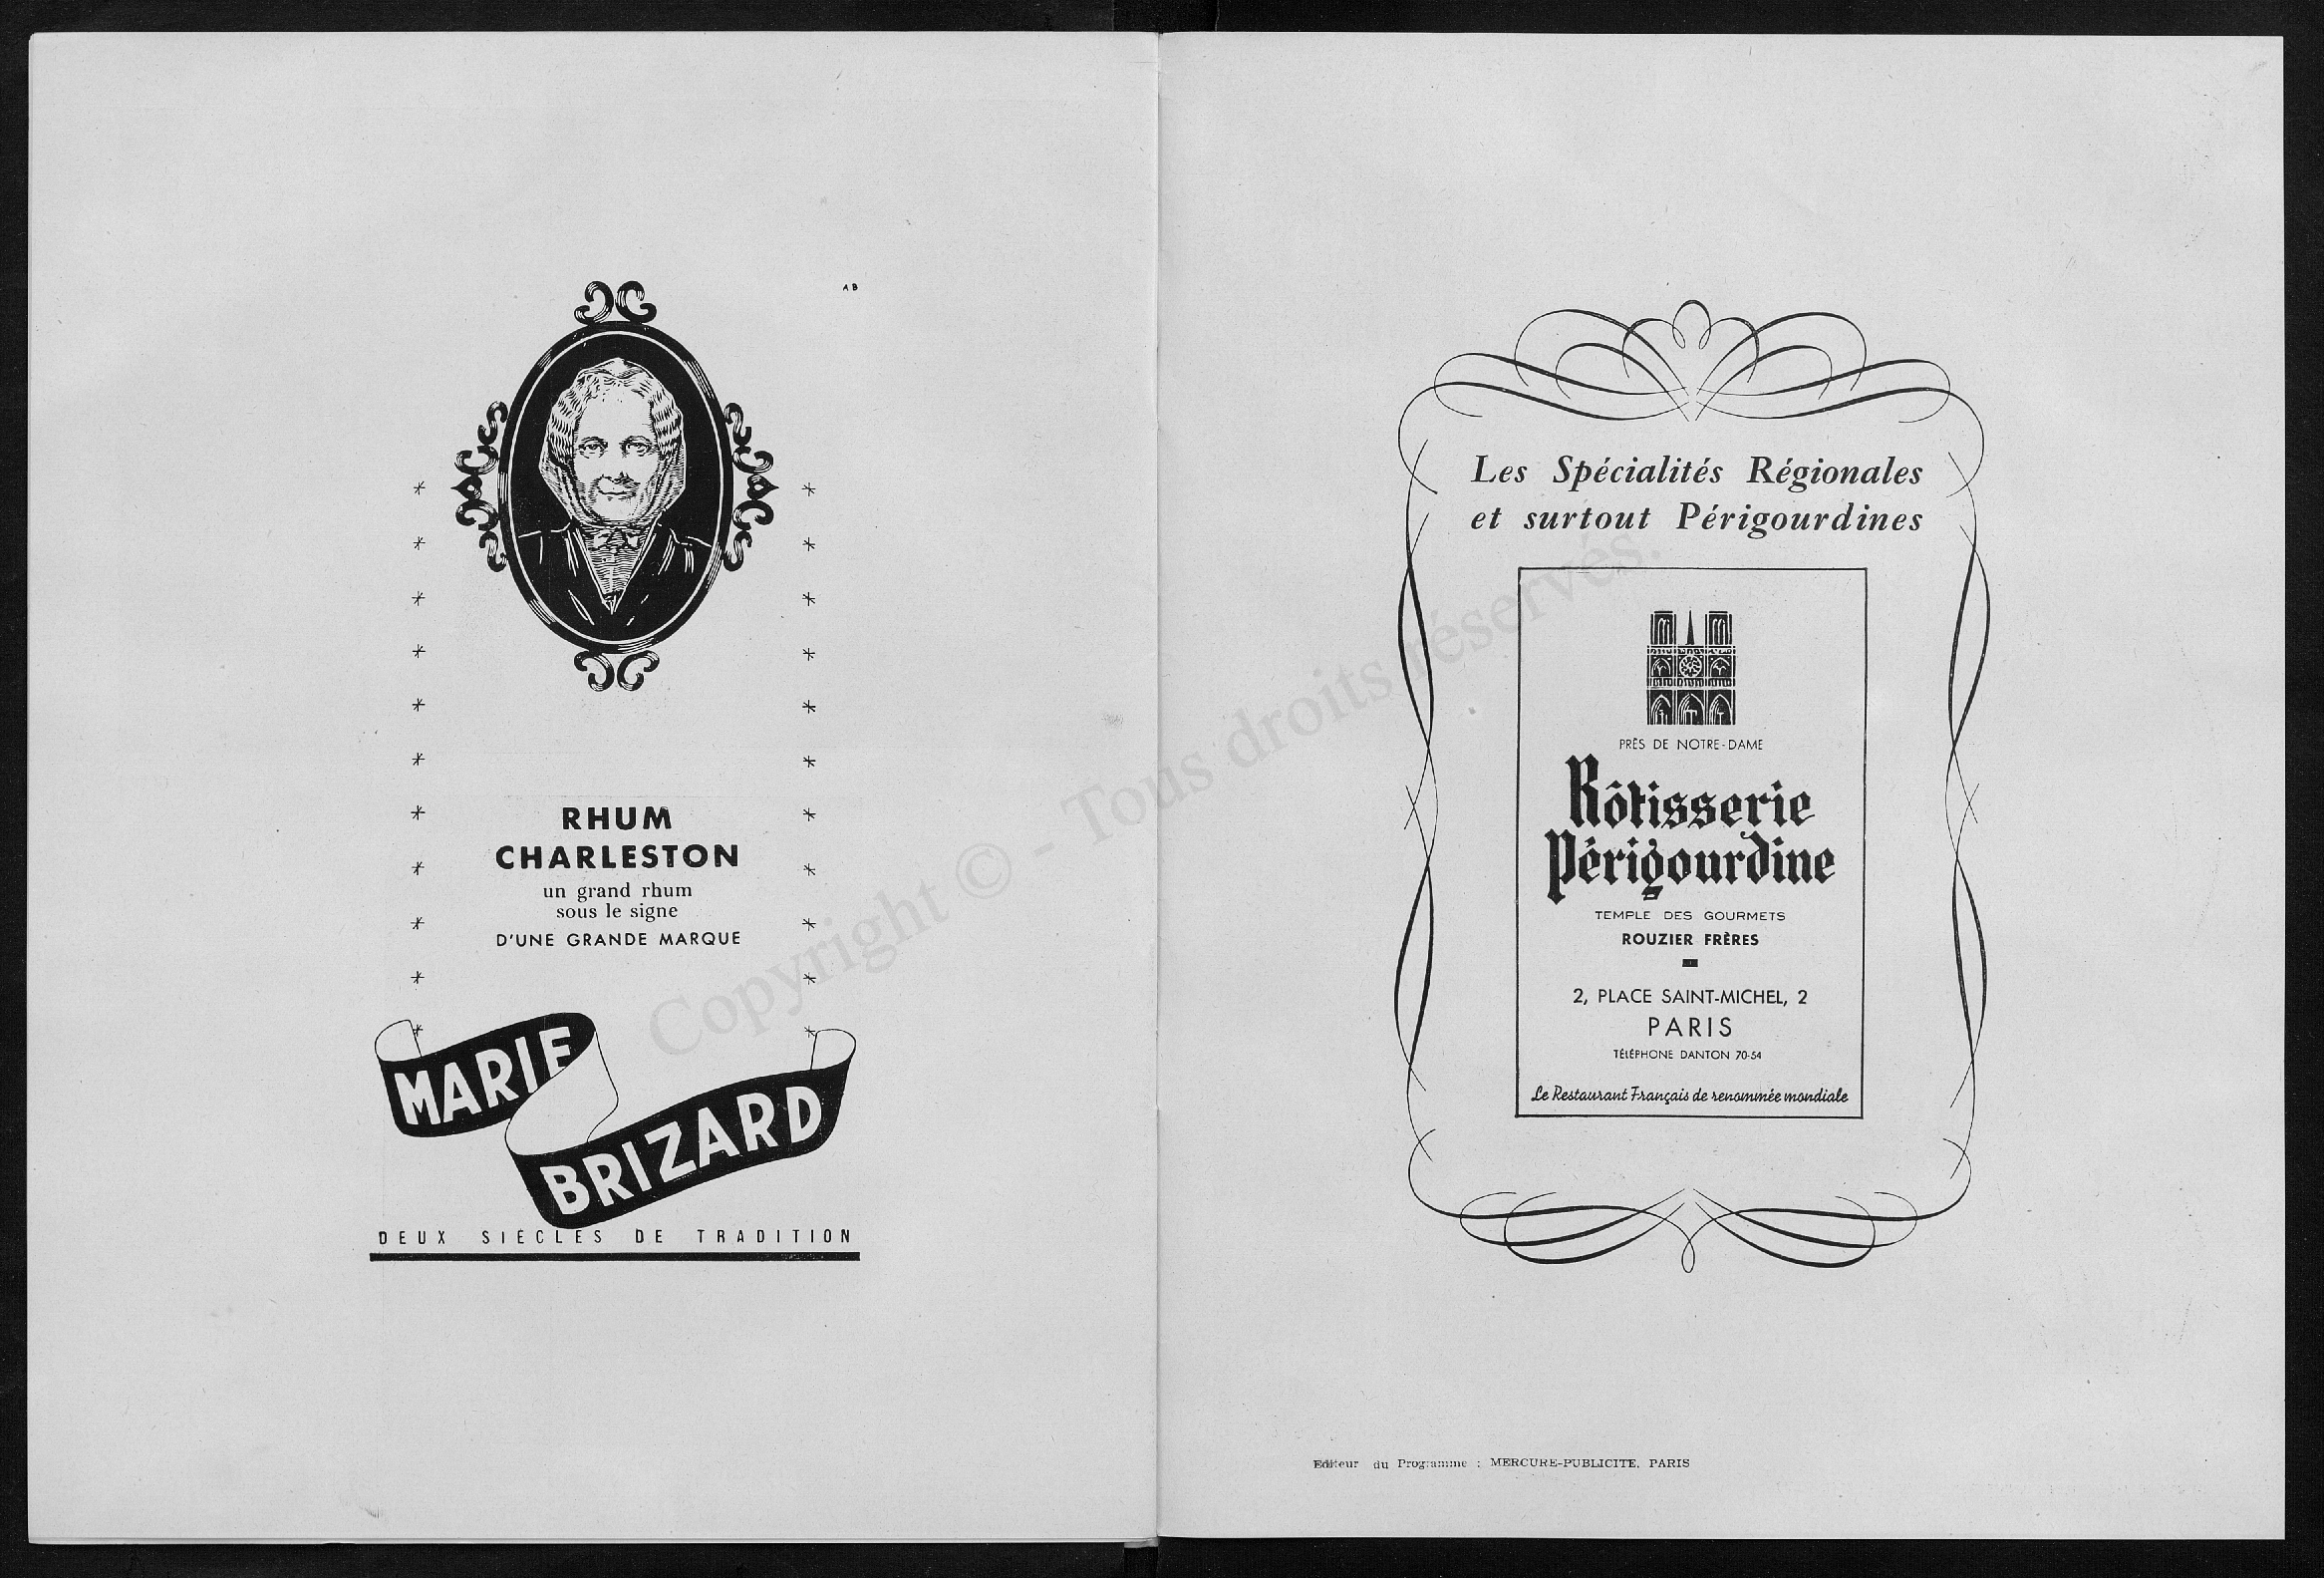 AB
RHUM
CHARLESTON
un grand rhum
sous le signe
D'UNE GRANDE MARQUE
MARIE
BRIZARD
DEUX SIÈCLES DE TRADITION
Les Spécialités Régionales
et surtout Périgourdines
PRÈS DE NOTRE-DAME
Rôtisserie
Périgourdine
TEMPLE DES GOURMETS
ROUZIER FRÈRES
2, PLACE SAINT-MICHEL, 2
PARIS
TÉLÉPHONE DANTON 70-54
Le Restaurant Français de renommée mondiale
Editeur du Programme : MERCURE-PUBLICITE, PARIS
Copyright © - Tous droits réservés.